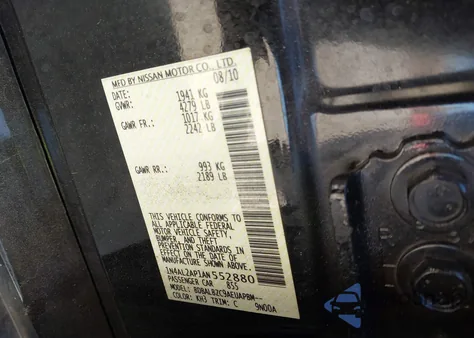 MFD BY NISSAN MOTOR CO., LTD.
DATE: 08/10
GVWR: 1941 KG
4279 LB
GAWR FR.: 1017 KG
2242 LB
GAWR RR.: 993 KG
2189 LB
THIS VEHICLE CONFORMS TO
ALL APPLICABLE FEDERAL
MOTOR VEHICLE SAFETY,
BUMPER, AND THEFT
PREVENTION STANDARDS IN
EFFECT ON THE DATE OF
MANUFACTURE SHOWN ABOVE.
1N4AL2AP1AN552880
PASSENGER CAR 855
MODEL: BDBALBZC9AEUAPBM--
COLOR: KH3 TRIM: C 9N00A